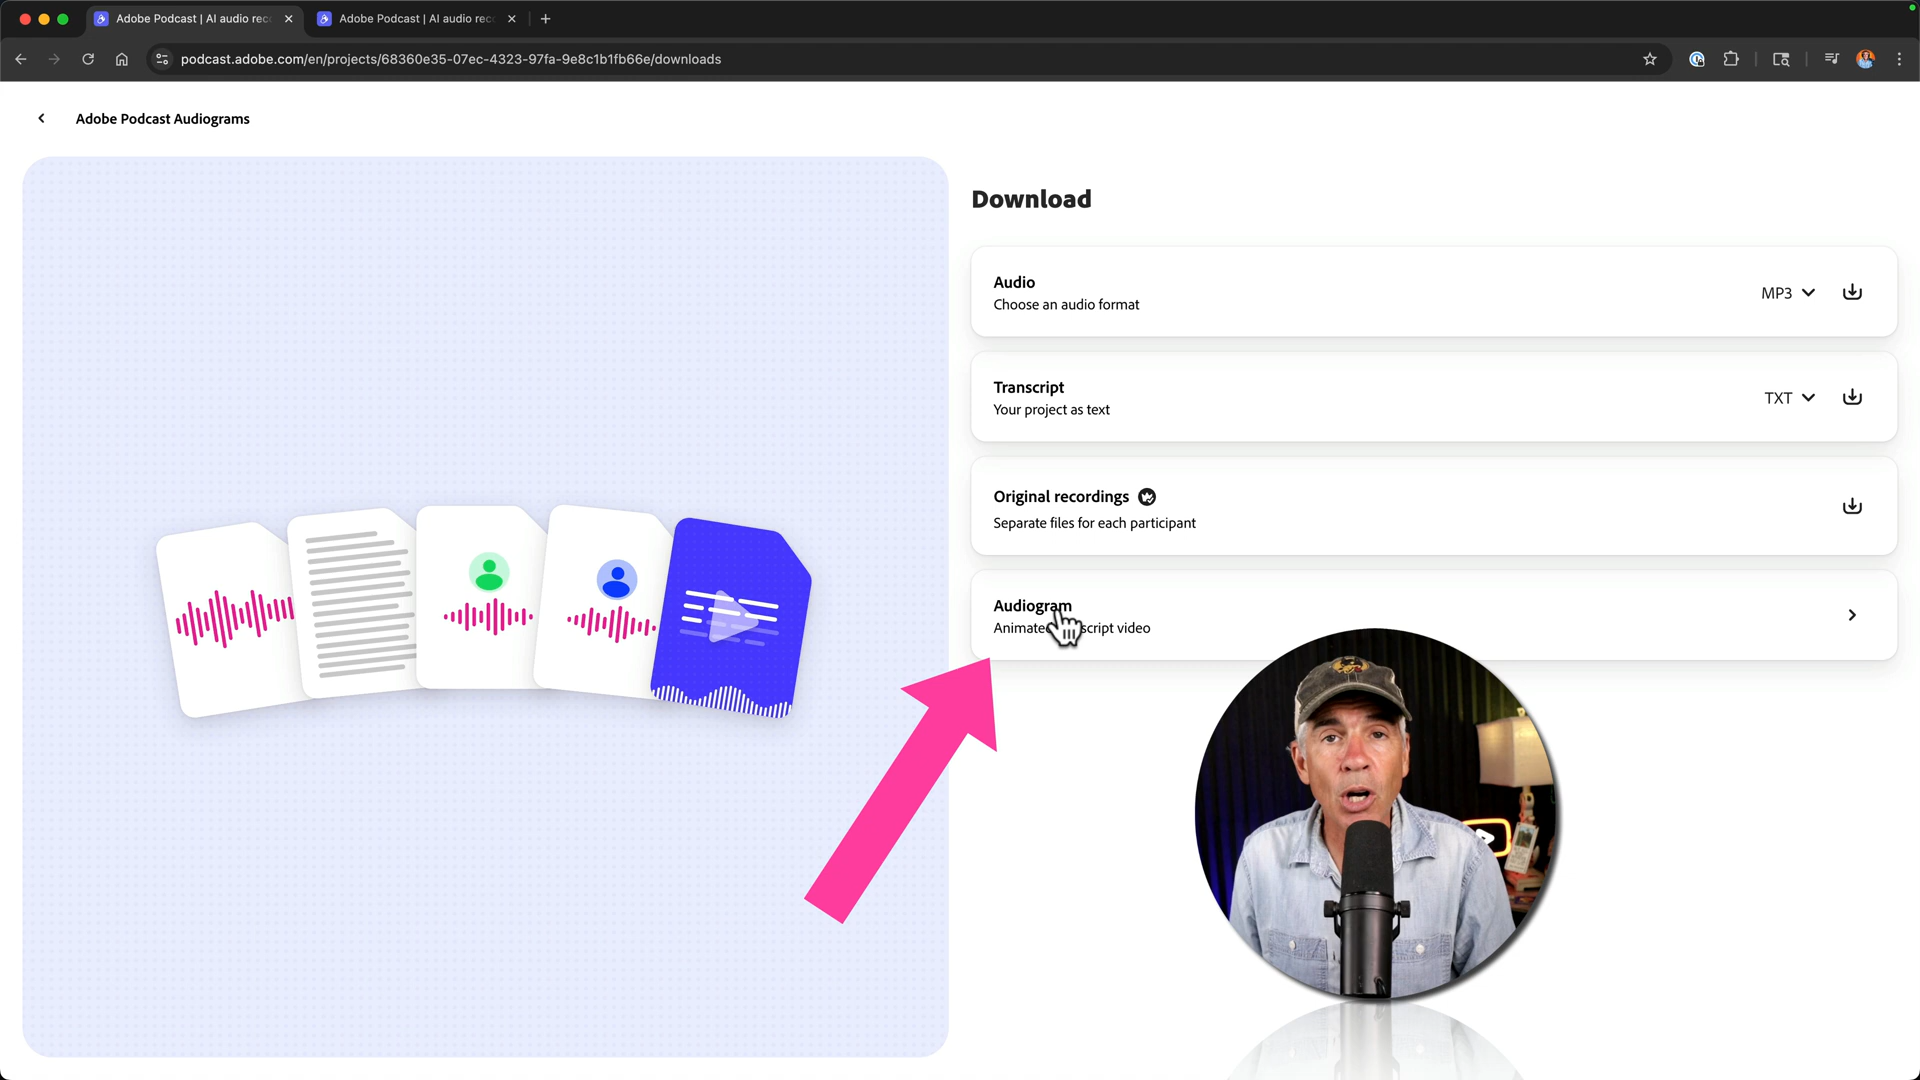 Adobe Podcast | AI audio rec
Adobe Podcast | AI audio rec
podcast.adobe.com/en/projects/68360e35-07ec-4323-97fa-9e8c1b1fb66e/downloads
Adobe Podcast Audiograms
Download
Audio
Choose an audio format
MP3
Transcript
Your project as text
TXT
Original recordings
Separate files for each participant
Audiogram
Animated script video